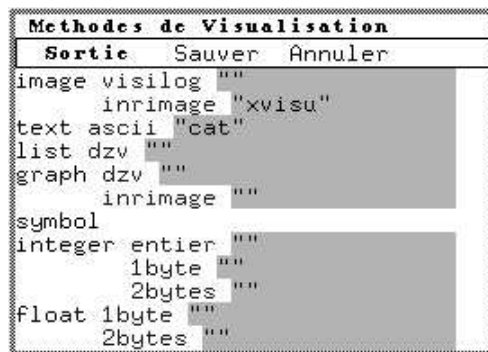 Methodes de Visualisation
Sortie Sauver Annuler
image visilog ""
inrimage "xvisu"
text ascii "cat"
list dzv ""
graph dzv ""
inrimage ""
symbol
integer entier ""
1byte ""
2bytes ""
float 1byte ""
2bytes ""